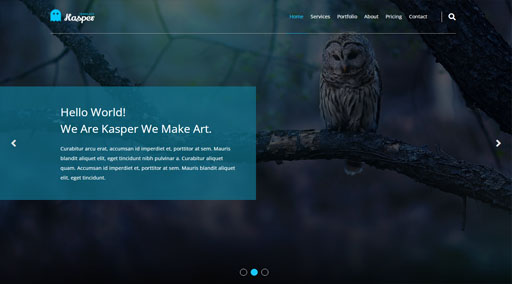 Kasper
Home Services Portfolio About Pricing Contact
Hello World!
We Are Kasper We Make Art.
Curabitur arcu erat, accumsan id imperdiet et, porttitor at sem. Mauris
blandit aliquet elit, eget tincidunt nibh pulvinar a. Curabitur aliquet
quam. Accumsan id imperdiet et, porttitor at sem. Mauris blandit aliquet
elit, eget tincidunt.